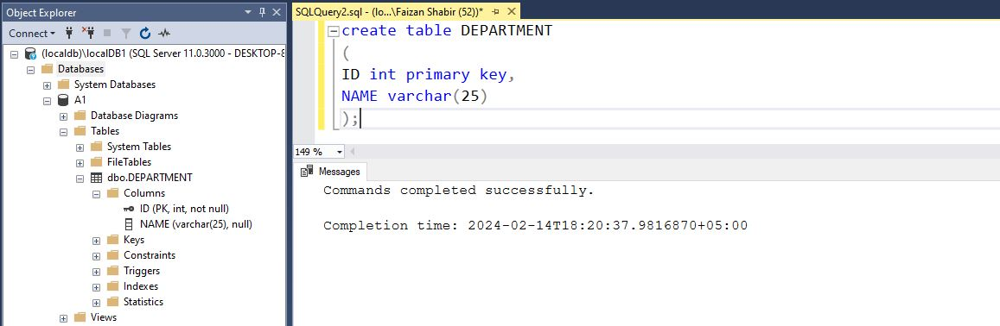 Object Explorer
Connect
(localdb)\localDB1 (SQL Server 11.0.3000 - DESKTOP-8
Databases
System Databases
A1
Database Diagrams
Tables
System Tables
FileTables
dbo.DEPARTMENT
Columns
ID (PK, int, not null)
NAME (varchar(25), null)
Keys
Constraints
Triggers
Indexes
Statistics
Views
SQLQuery2.sql - (lo...\Faizan Shabir (52))*
create table DEPARTMENT
(
ID int primary key,
NAME varchar(25)
);
149 %
Messages
Commands completed successfully.
Completion time: 2024-02-14T18:20:37.9816870+05:00